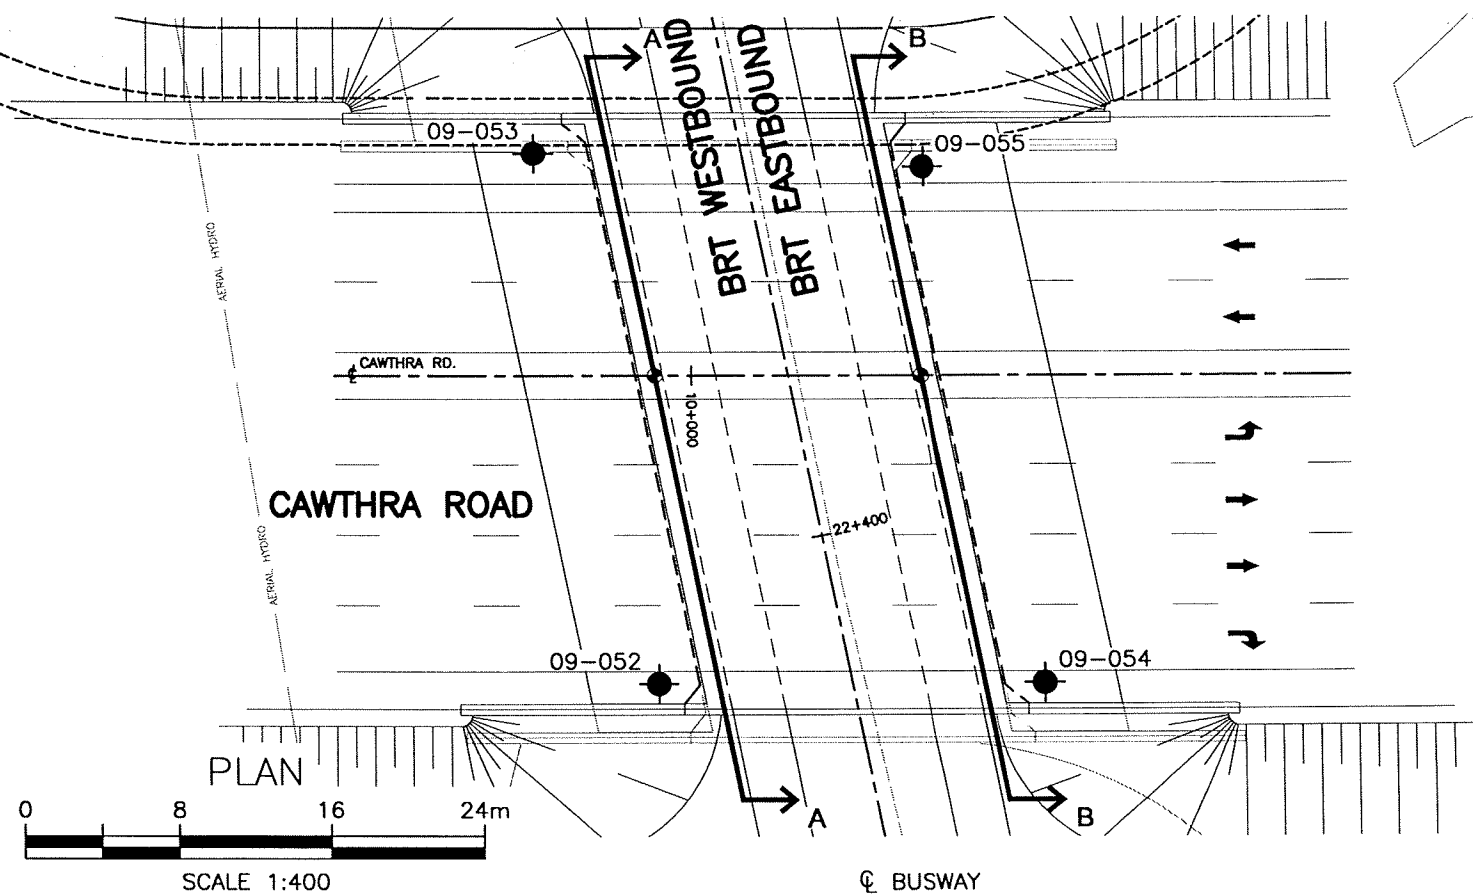 A
B
09-053
09-055
BRT WESTBOUND
BRT EASTBOUND
AERIAL HYDRO
℄ CAWTHRA RD.
10+000
CAWTHRA ROAD
22+400
AERIAL HYDRO
09-052
09-054
PLAN
0 8 16 24m
A
B
SCALE 1:400
℄ BUSWAY